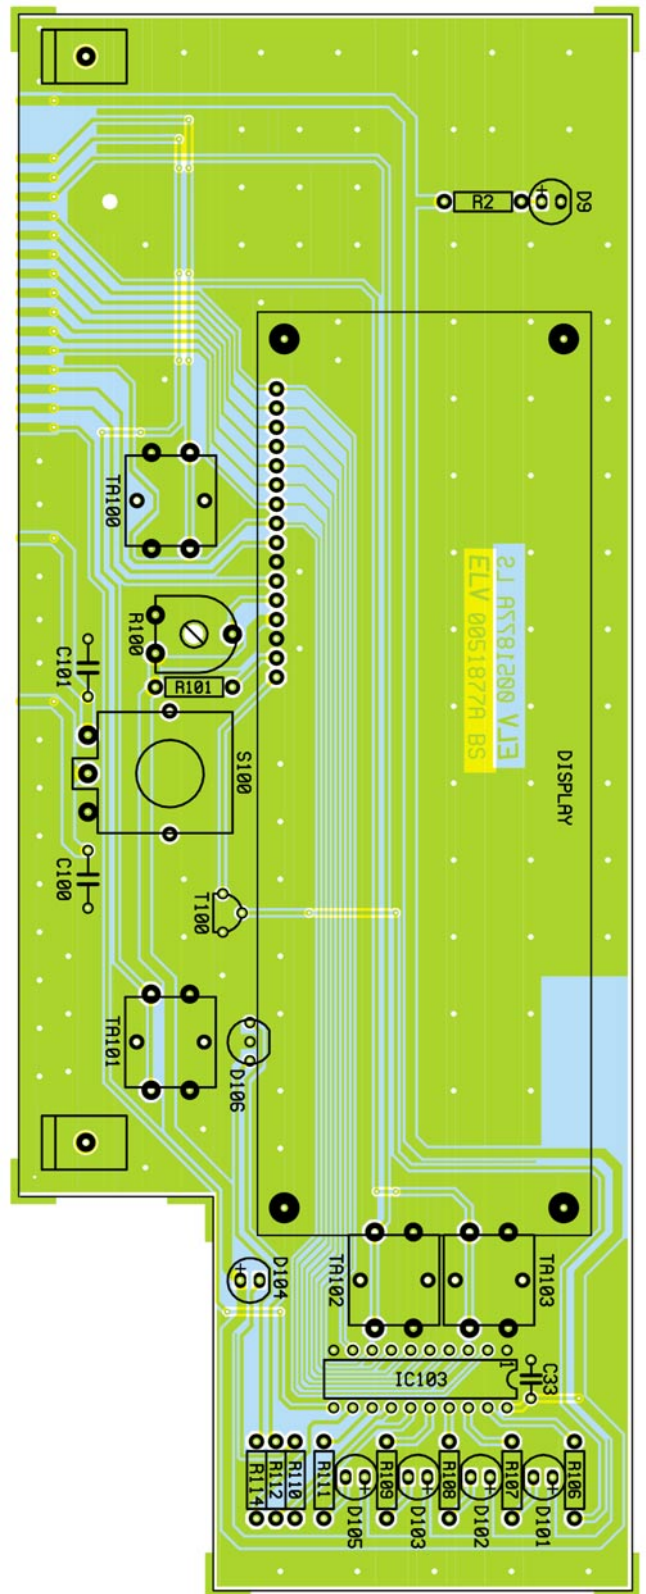 R2
+
D9
TA100
R100
R101
C101
S100
C100
T100
ELV 0051877A BS
ELV 0051877A LS
DISPLAY
TA101
D106
+
D104
TA102
TA103
IC103
1
C33
R114
R112
R110
R111
+
D105
R109
+
D103
R108
+
D102
R107
+
D101
R106